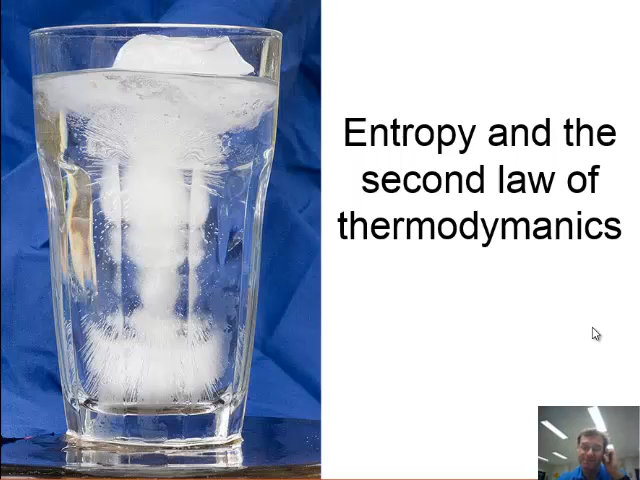 Entropy and the
second law of
thermodymanics